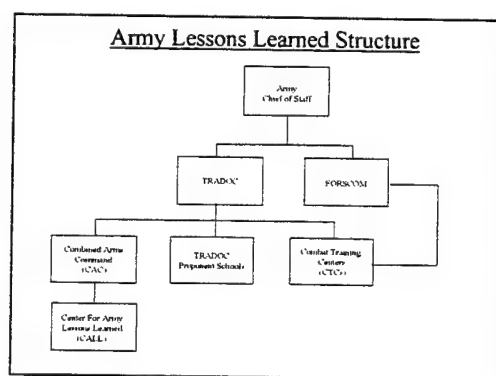 Army Lessons Learned Structure
Army
Chief of Staff
TRADOC
FORSCOM
Combined Arms
Command
(CAC)
TRADOC
Proponent Schools
Combat Training
Centers
(CTCs)
Center For Army
Lessons Learned
(CALL)